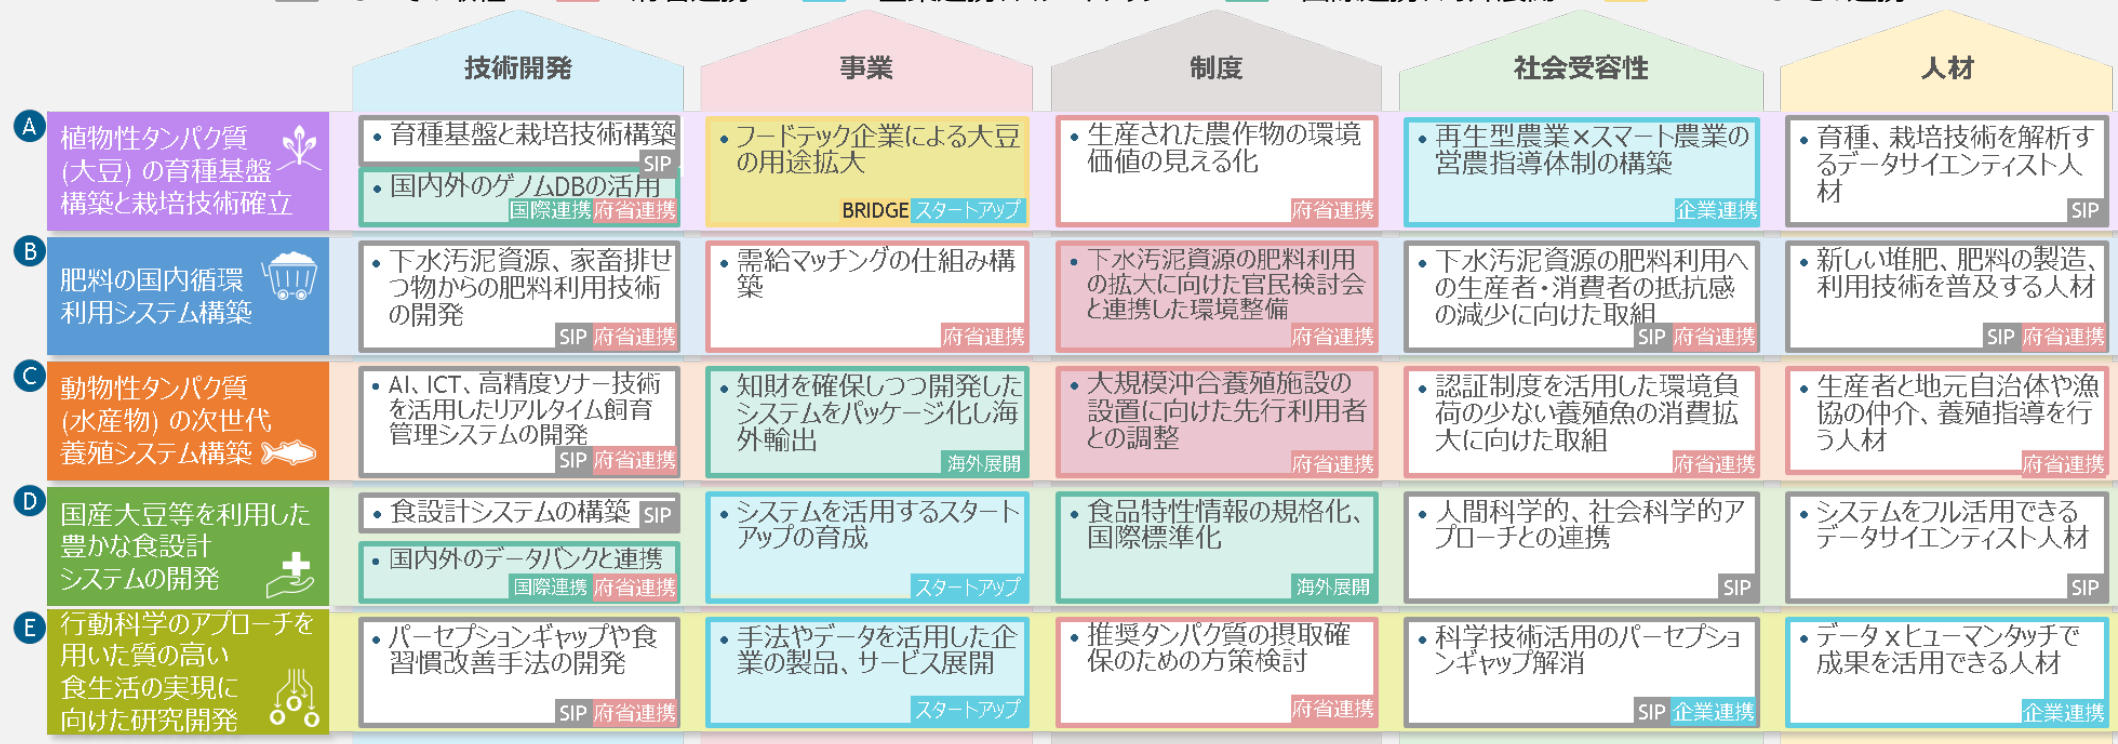 技術開発
事業
制度
社会受容性
人材
A
植物性タンパク質
(大豆) の育種基盤
構築と栽培技術確立
• 育種基盤と栽培技術構築
SIP
• 国内外のゲノムDBの活用
国際連携 府省連携
• フードテック企業による大豆
の用途拡大
BRIDGE スタートアップ
• 生産された農作物の環境
価値の見える化
府省連携
• 再生型農業×スマート農業の
営農指導体制の構築
企業連携
• 育種、栽培技術を解析す
るデータサイエンティスト人
材
SIP
B
肥料の国内循環
利用システム構築
• 下水汚泥資源、家畜排せ
つ物からの肥料利用技術
の開発
SIP 府省連携
• 需給マッチングの仕組み構
築
府省連携
• 下水汚泥資源の肥料利用
の拡大に向けた官民検討会
と連携した環境整備
府省連携
• 下水汚泥資源の肥料利用へ
の生産者・消費者の抵抗感
の減少に向けた取組
SIP 府省連携
• 新しい堆肥、肥料の製造、
利用技術を普及する人材
SIP 府省連携
C
動物性タンパク質
(水産物) の次世代
養殖システム構築
• AI、ICT、高精度ソナー技術
を活用したリアルタイム飼育
管理システムの開発
SIP 府省連携
• 知財を確保しつつ開発した
システムをパッケージ化し海
外輸出
海外展開
• 大規模沖合養殖施設の
設置に向けた先行利用者
との調整
府省連携
• 認証制度を活用した環境負
荷の少ない養殖魚の消費拡
大に向けた取組
府省連携
• 生産者と地元自治体や漁
協の仲介、養殖指導を行
う人材
府省連携
D
国産大豆等を利用した
豊かな食設計
システムの開発
• 食設計システムの構築 SIP
• 国内外のデータバンクと連携
国際連携 府省連携
• システムを活用するスタート
アップの育成
スタートアップ
• 食品特性情報の規格化、
国際標準化
海外展開
• 人間科学的、社会科学的ア
プローチとの連携
SIP
• システムをフル活用できる
データサイエンティスト人材
SIP
E
行動科学のアプローチを
用いた質の高い
食生活の実現に
向けた研究開発
• パーセプションギャップや食
習慣改善手法の開発
SIP 府省連携
• 手法やデータを活用した企
業の製品、サービス展開
スタートアップ
• 推奨タンパク質の摂取確
保のための方策検討
府省連携
• 科学技術活用のパーセプショ
ンギャップ解消
SIP 企業連携
• データ×ヒューマンタッチで
成果を活用できる人材
企業連携